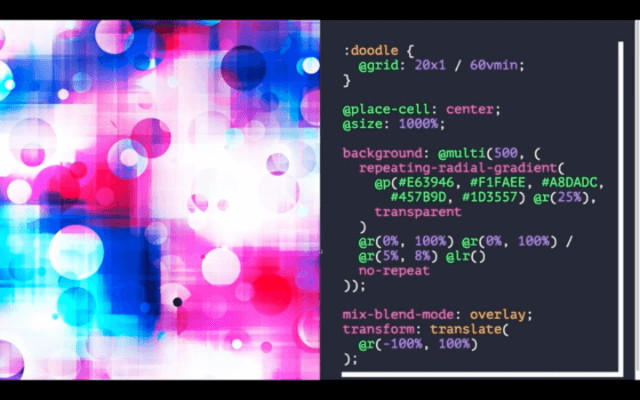 :doodle {
@grid: 20x1 / 60vmin;
}
@place-cell: center;
@size: 1000%;
background: @multi(500, (
repeating-radial-gradient(
@p(#E63946, #F1FAEE, #A8DADC,
#457B9D, #1D3557) @r(25%),
transparent
)
@r(0%, 100%) @r(0%, 100%) /
@r(5%, 8%) @lr()
no-repeat
));
mix-blend-mode: overlay;
transform: translate(
@r(-100%, 100%)
);